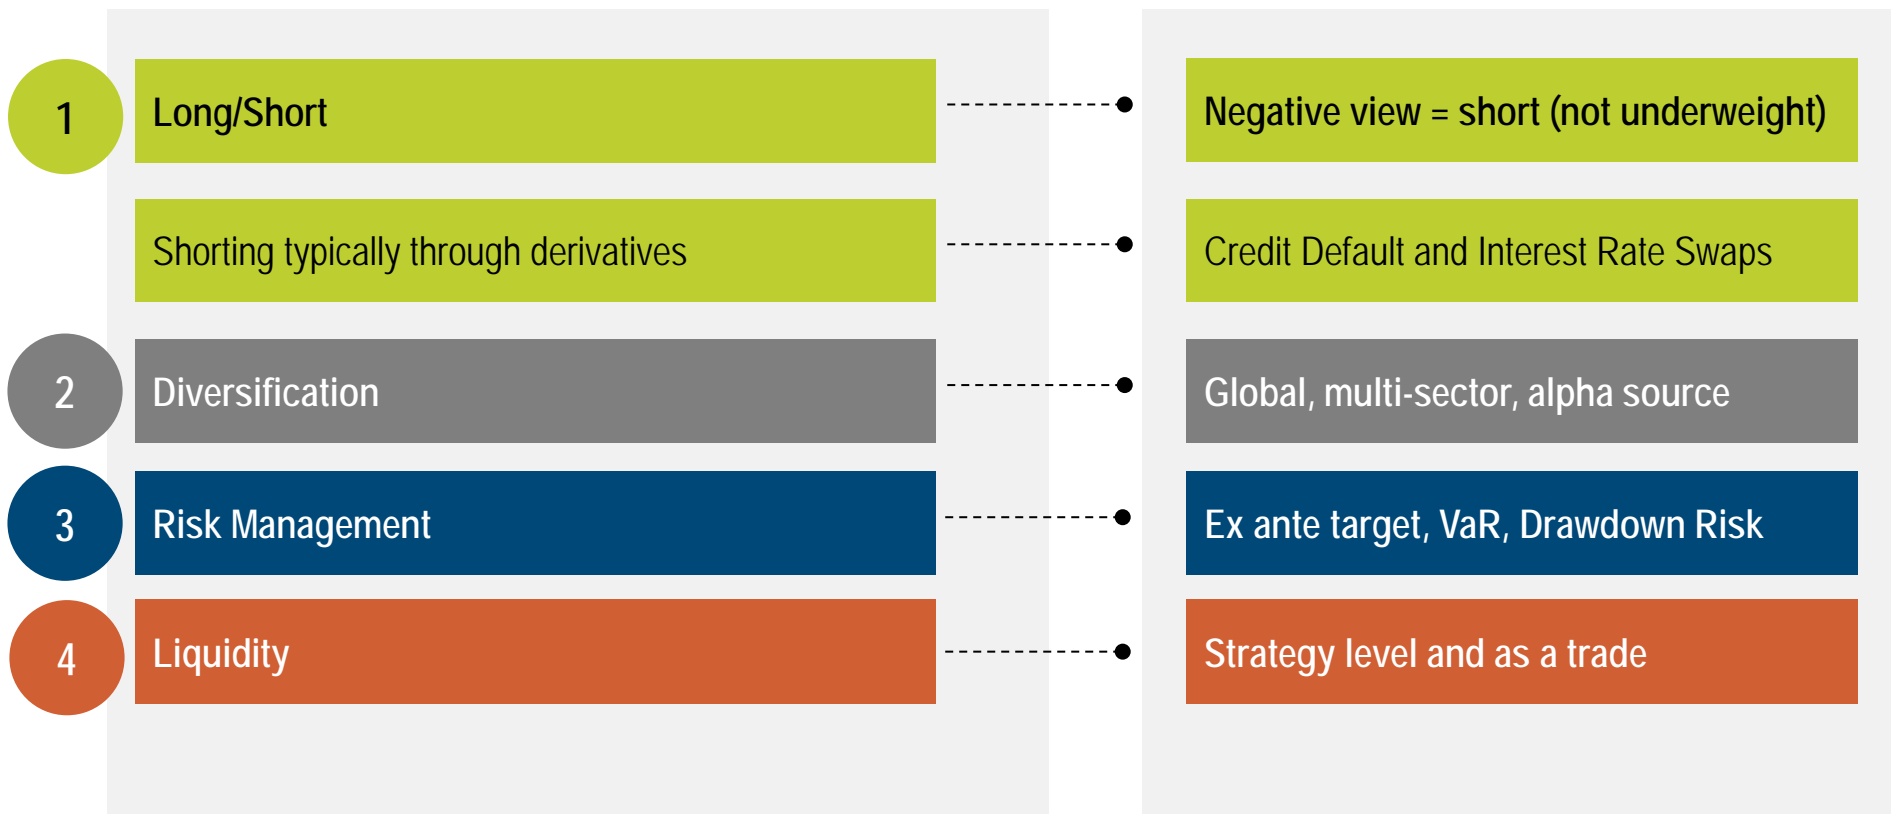 1
Long/Short
Negative view = short (not underweight)
Shorting typically through derivatives
Credit Default and Interest Rate Swaps
2
Diversification
Global, multi-sector, alpha source
3
Risk Management
Ex ante target, VaR, Drawdown Risk
4
Liquidity
Strategy level and as a trade